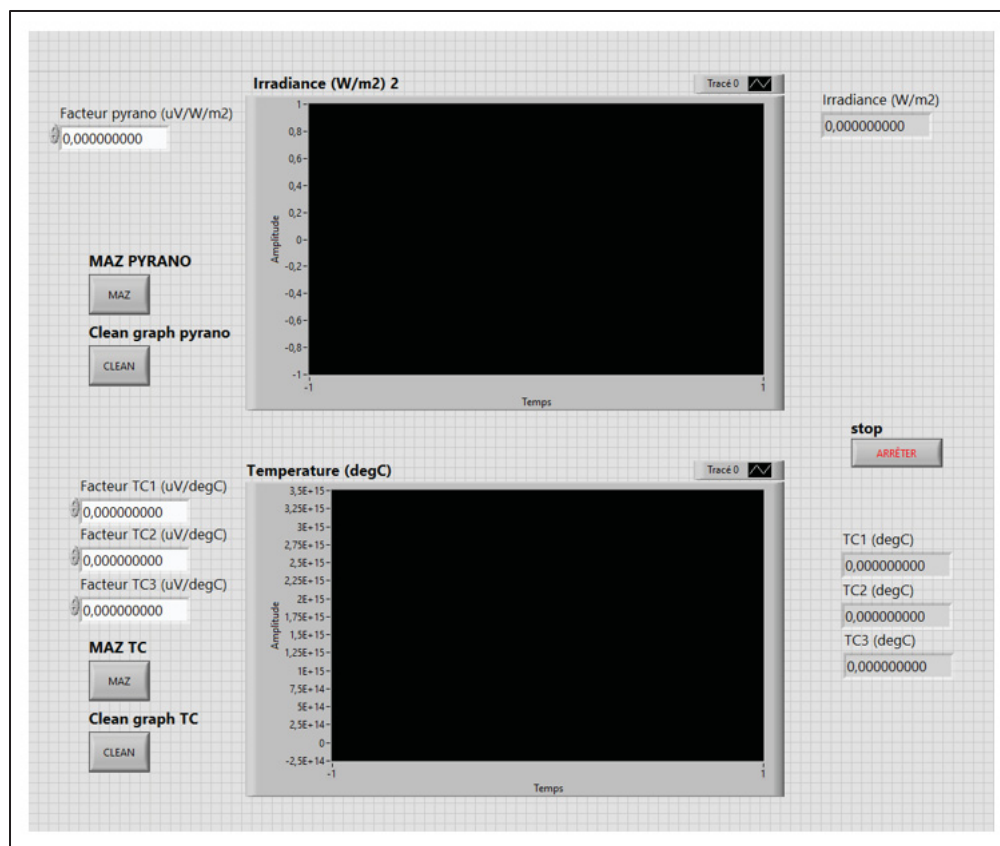 Irradiance (W/m2) 2
Tracé 0
Facteur pyrano (uV/W/m2)
0,000000000
Irradiance (W/m2)
0,000000000
1
0,8
0,6
0,4
0,2
0
-0,2
-0,4
-0,6
-0,8
-1
Amplitude
-1
1
Temps
MAZ PYRANO
MAZ
Clean graph pyrano
CLEAN
stop
ARRÊTER
Temperature (degC)
Tracé 0
Facteur TC1 (uV/degC)
0,000000000
Facteur TC2 (uV/degC)
0,000000000
Facteur TC3 (uV/degC)
0,000000000
MAZ TC
MAZ
Clean graph TC
CLEAN
3,5E+15
3,25E+15
3E+15
2,75E+15
2,5E+15
2,25E+15
2E+15
1,75E+15
1,5E+15
1,25E+15
1E+15
7,5E+14
5E+14
2,5E+14
0
-2,5E+14
Amplitude
-1
1
Temps
TC1 (degC)
0,000000000
TC2 (degC)
0,000000000
TC3 (degC)
0,000000000